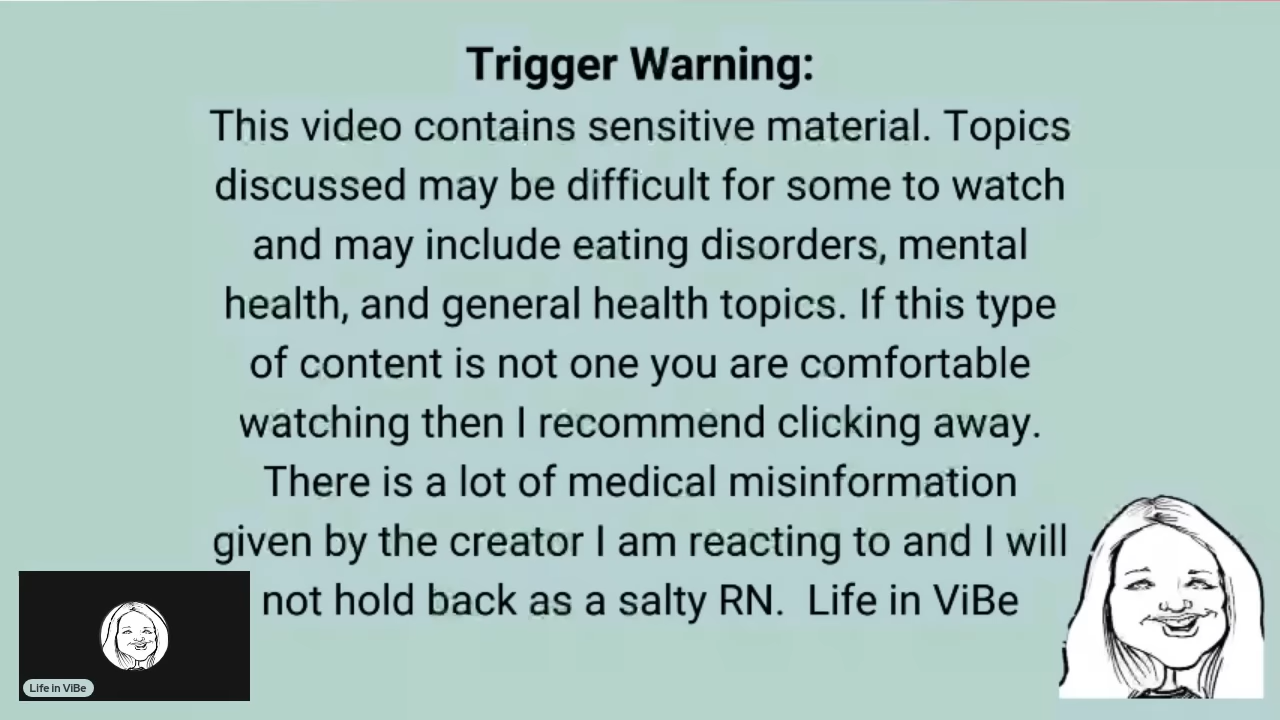 Trigger Warning:
This video contains sensitive material. Topics
discussed may be difficult for some to watch
and may include eating disorders, mental
health, and general health topics. If this type
of content is not one you are comfortable
watching then I recommend clicking away.
There is a lot of medical misinformation
given by the creator I am reacting to and I will
not hold back as a salty RN.  Life in ViBe
Life in ViBe